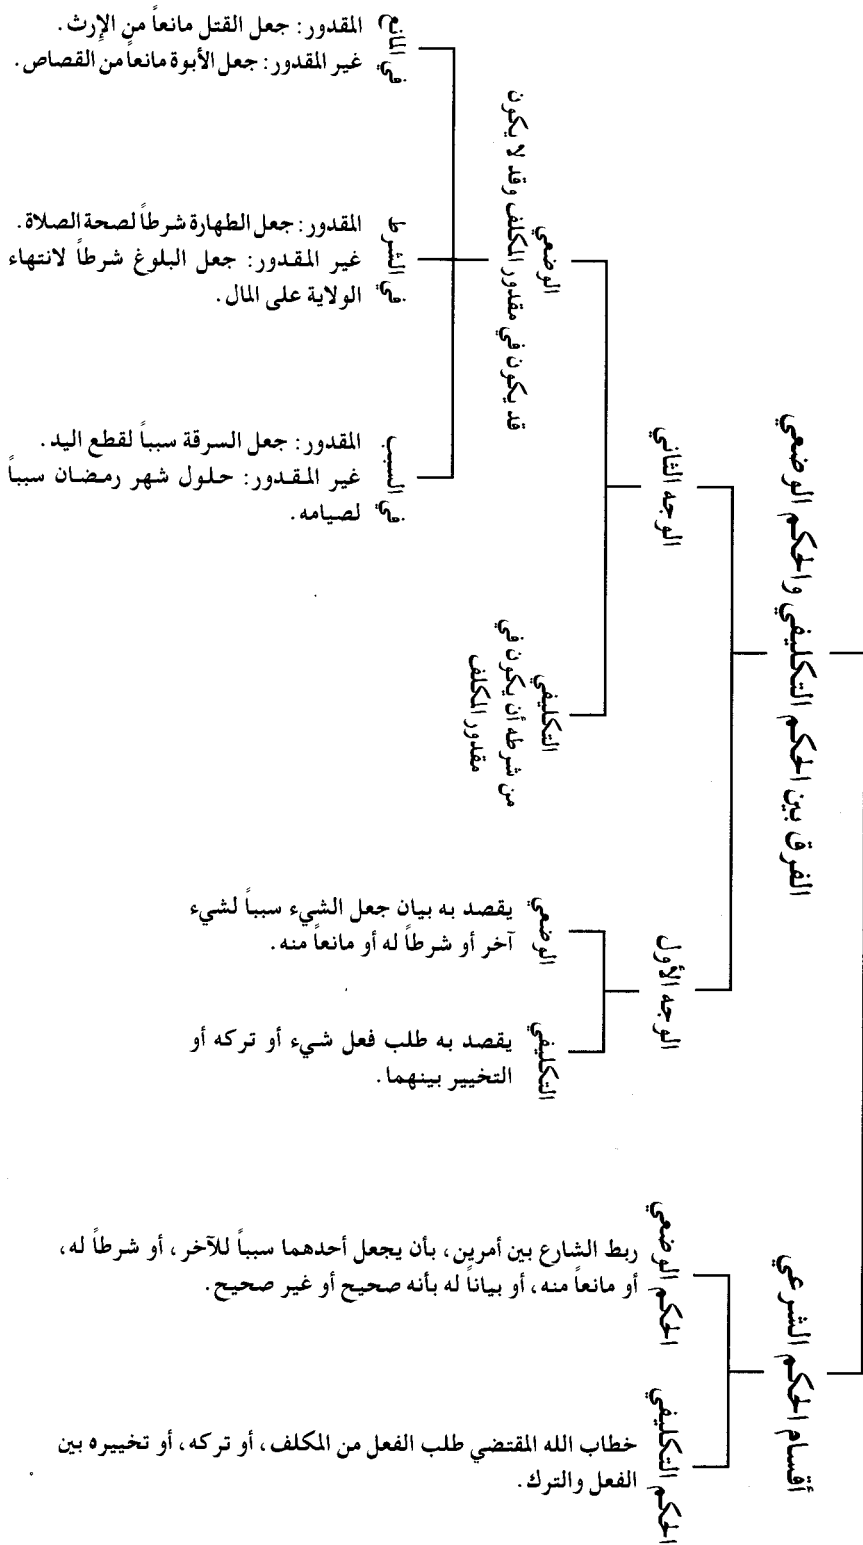 أقسام الحكم الشرعي
الحكم التكليفي
خطاب الله المقتضي طلب الفعل من المكلف، أو تركه، أو تخييره بين
الفعل والترك.
الحكم الوضعي
ربط الشارع بين أمرين، بأن يجعل أحدهما سبباً للآخر، أو شرطاً له،
أو مانعاً منه، أو بياناً له بأنه صحيح أو غير صحيح.
الفرق بين الحكم التكليفي والحكم الوضعي
الوجه الأول
التكليفي
يقصد به طلب فعل شيء أو تركه أو
التخيير بينهما.
الوضعي
يقصد به بيان جعل الشيء سبباً لشيء
آخر أو شرطاً له أو مانعاً منه.
الوجه الثاني
التكليفي
من شرطه أن يكون في
مقدور المكلف
الوضعي
قد يكون في مقدور المكلف وقد لا يكون
في السبب
المقدور: جعل السرقة سبباً لقطع اليد.
غير المقدور: حلول شهر رمضان سبباً
لصيامه.
في الشرط
المقدور: جعل الطهارة شرطاً لصحة الصلاة.
غير المقدور: جعل البلوغ شرطاً لانتهاء
الولاية على المال.
في المانع
المقدور: جعل القتل مانعاً من الإرث.
غير المقدور: جعل الأبوة مانعاً من القصاص.